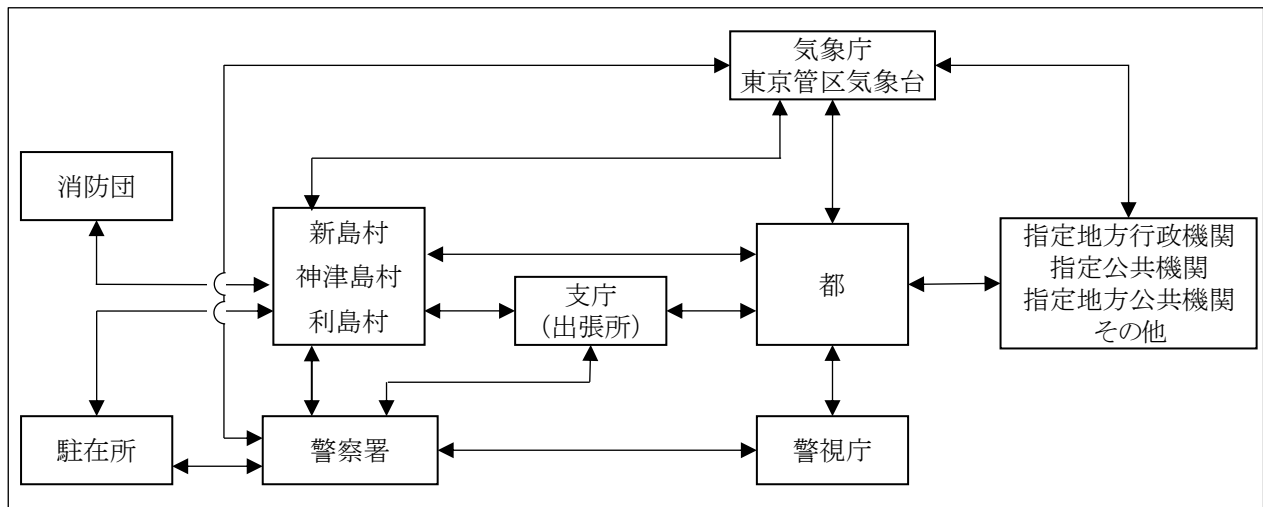 気象庁
東京管区気象台
消防団
新島村
神津島村
利島村
支庁
（出張所）
都
指定地方行政機関
指定公共機関
指定地方公共機関
その他
駐在所
警察署
警視庁